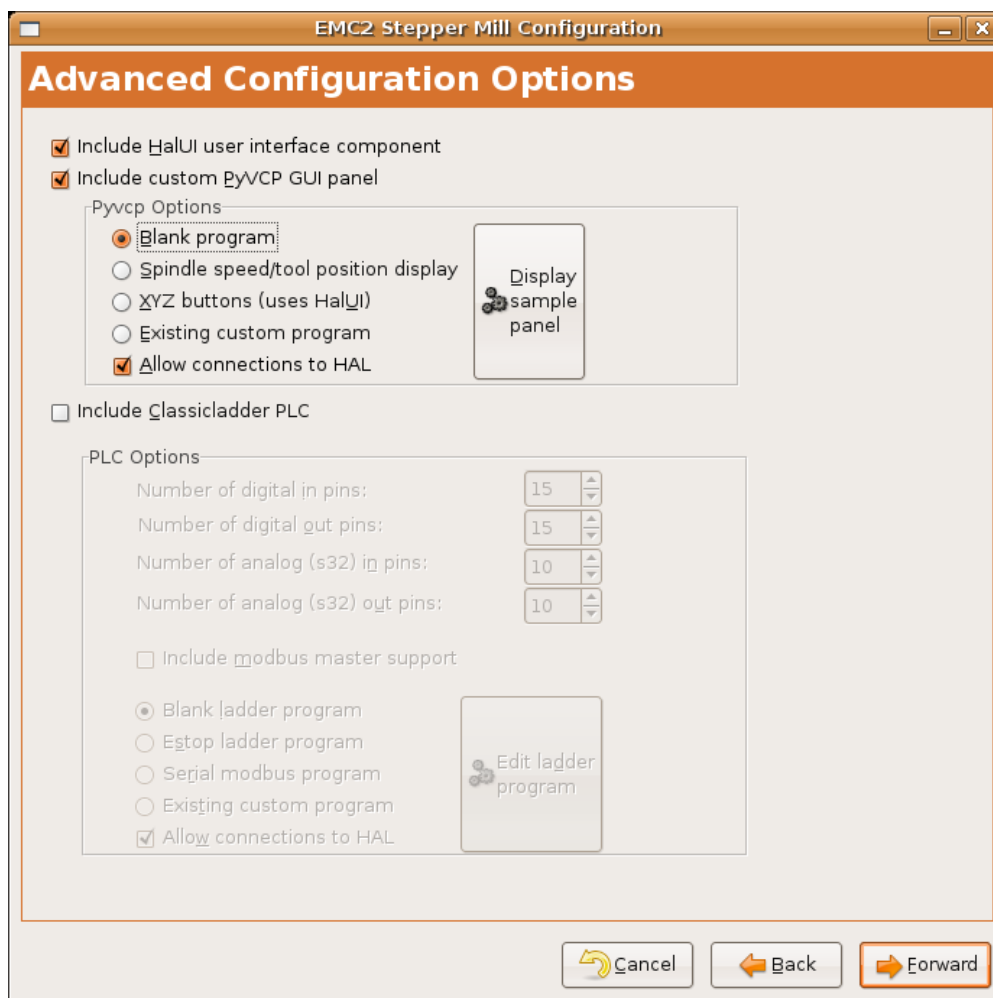 EMC2 Stepper Mill Configuration
Advanced Configuration Options
Include HalUI user interface component
Include custom PyVCP GUI panel
Pyvcp Options
Blank program
Spindle speed/tool position display
XYZ buttons (uses HalUI)
Existing custom program
Allow connections to HAL
Display
sample
panel
Include Classicladder PLC
PLC Options
Number of digital in pins: 15
Number of digital out pins: 15
Number of analog (s32) in pins: 10
Number of analog (s32) out pins: 10
Include modbus master support
Blank ladder program
Estop ladder program
Serial modbus program
Existing custom program
Allow connections to HAL
Edit ladder
program
Cancel Back Forward